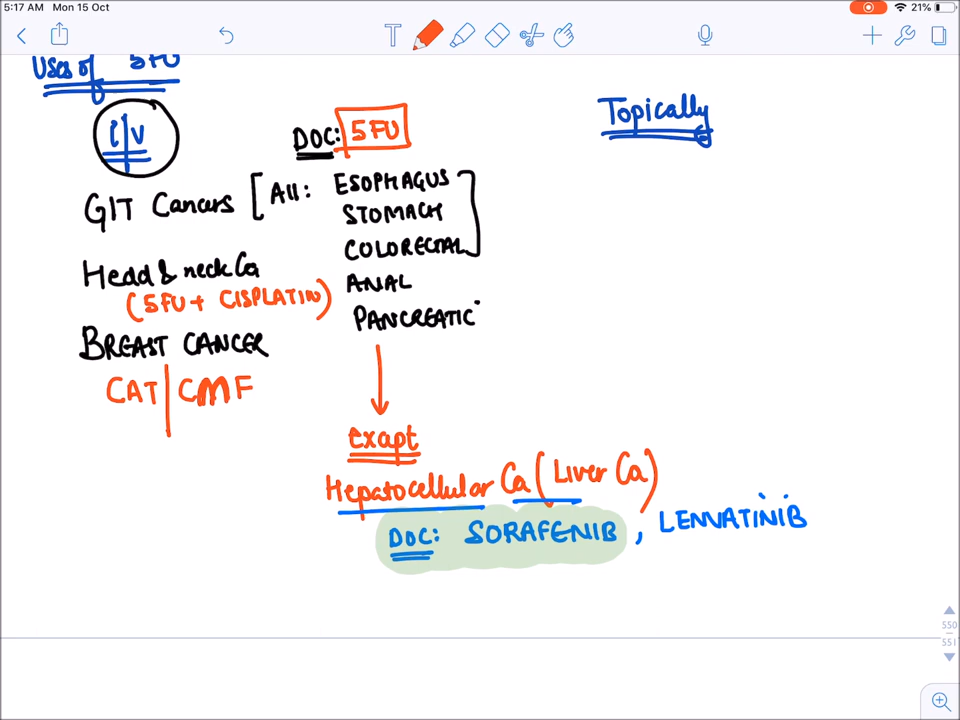 5:17 AM Mon 15 Oct
21%
T
Uses of 5FU
I|V
DOC: 5FU
Topically
GIT Cancers [ All: ESOPHAGUS
STOMACH
COLORECTAL
ANAL
PANCREATIC
Head & neck Ca
(5FU + CISPLATIN)
BREAST CANCER
CAT | CMF
Exapt
Hepatocellular Ca (Liver Ca)
DOC: SORAFENIB, LENVATINIB
550
551